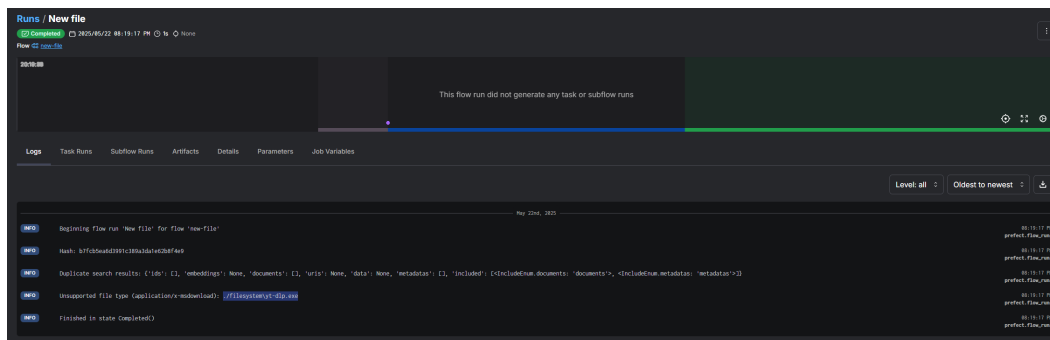 Runs / New file
Completed 2025/05/22 08:19:17 PM 1s None
Flow new-file
This flow run did not generate any task or subflow runs
Logs Task Runs Subflow Runs Artifacts Details Parameters Job Variables
Level: all Oldest to newest
May 22nd, 2025
INFO Beginning flow run 'New file' for flow 'new-file' 08:19:17 PM
prefect.flow_runs
INFO Hash: 08:19:17 PM
prefect.flow_runs
INFO Duplicate search results: {'ids': [], 'embeddings': None, 'documents': [], 'uris': None, 'data': None, 'metadatas': [], 'included': [<IncludeEnum.documents: 'documents'>, <IncludeEnum.metadatas: 'metadatas'>]} 08:19:17 PM
prefect.flow_runs
INFO Unsupported file type (application/x-msdownload): ./filesystem\yt-dlp.exe 08:19:17 PM
prefect.flow_runs
INFO Finished in state Completed() 08:19:17 PM
prefect.flow_runs